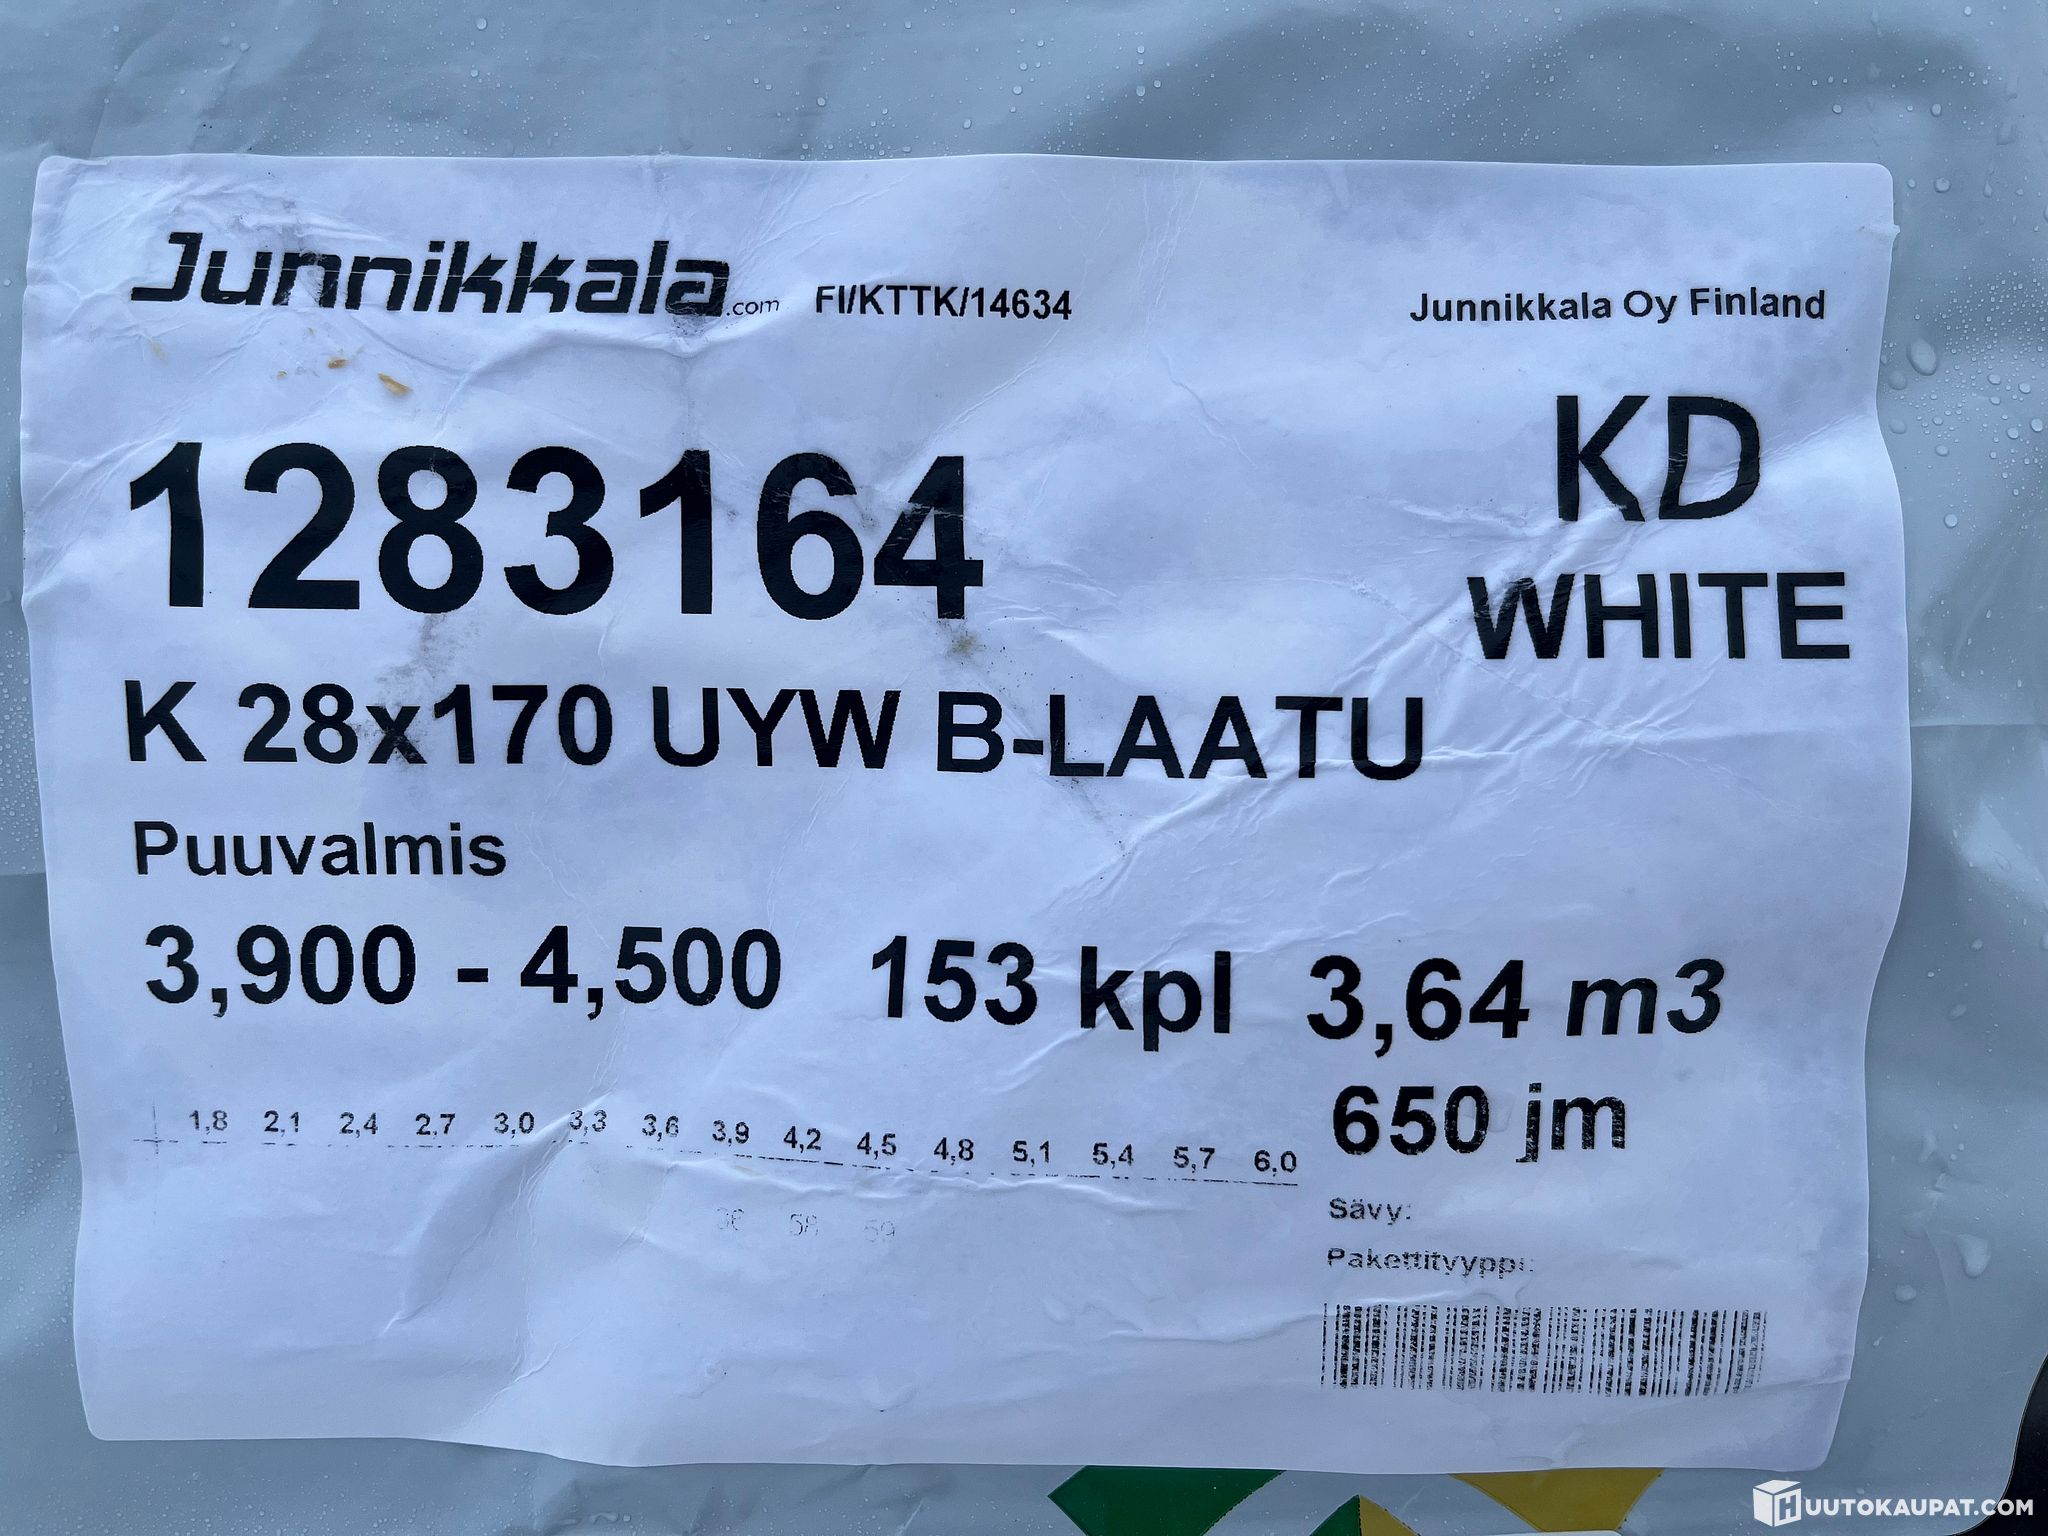 Junnikkala.com FI/KTTK/14634 Junnikkala Oy Finland
1283164 KD
WHITE
K 28x170 UYW B-LAATU
Puuvalmis
3,900 - 4,500 153 kpl 3,64 m3
650 jm
1,8 2,1 2,4 2,7 3,0 3,3 3,6 3,9 4,2 4,5 4,8 5,1 5,4 5,7 6,0
36 58 59
Sävy:
Pakettityyppi:
HUUTOKAUPAT.COM